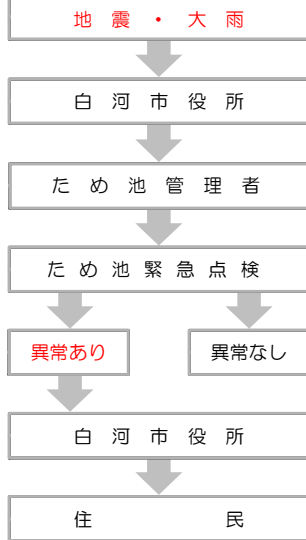 地震・大雨
白河市役所
ため池管理者
ため池緊急点検
異常あり 異常なし
白河市役所
住民